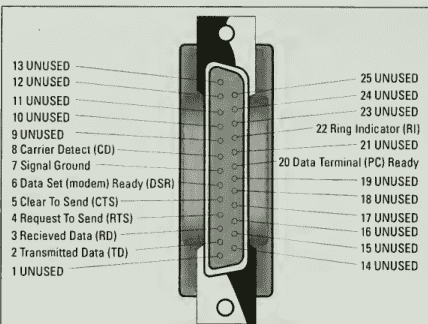 13 UNUSED
12 UNUSED
11 UNUSED
10 UNUSED
9 UNUSED
8 Carrier Detect (CD)
7 Signal Ground
6 Data Set (modem) Ready (DSR)
5 Clear To Send (CTS)
4 Request To Send (RTS)
3 Recieved Data (RD)
2 Transmitted Data (TD)
1 UNUSED
25 UNUSED
24 UNUSED
23 UNUSED
22 Ring Indicator (RI)
21 UNUSED
20 Data Terminal (PC) Ready
19 UNUSED
18 UNUSED
17 UNUSED
16 UNUSED
15 UNUSED
14 UNUSED